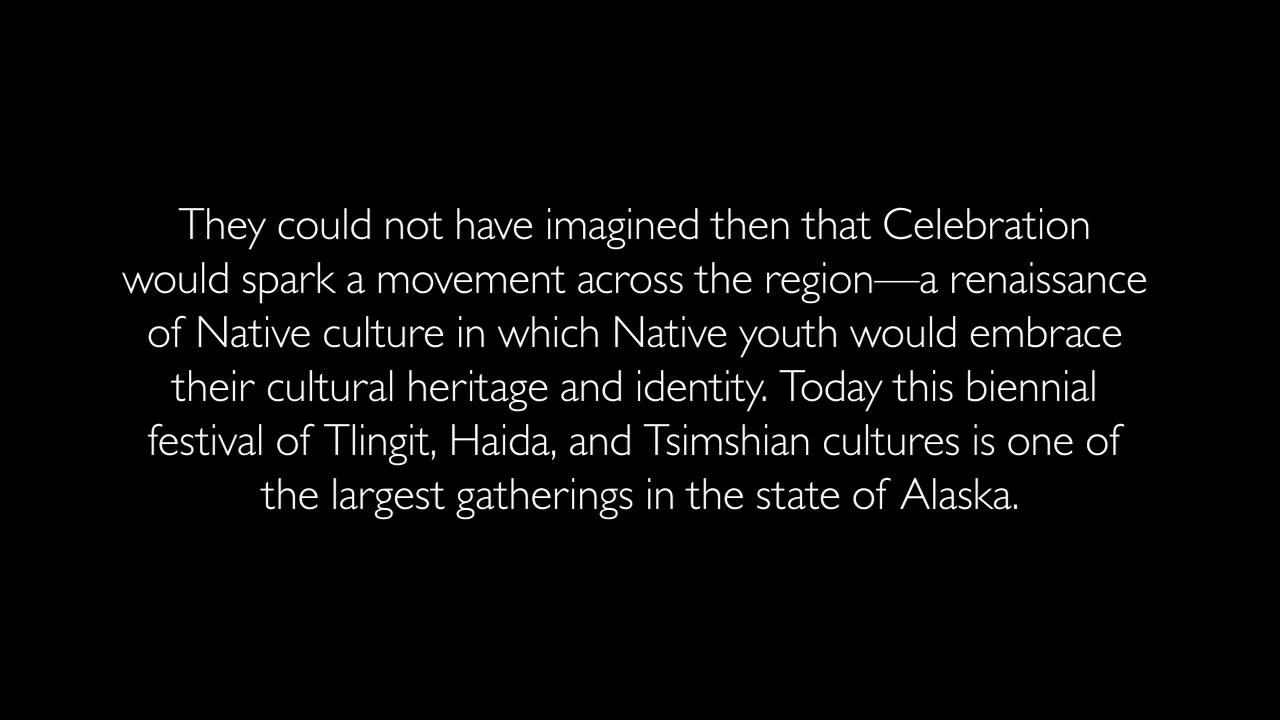 They could not have imagined then that Celebration
would spark a movement across the region—a renaissance
of Native culture in which Native youth would embrace
their cultural heritage and identity. Today this biennial
festival of Tlingit, Haida, and Tsimshian cultures is one of
the largest gatherings in the state of Alaska.